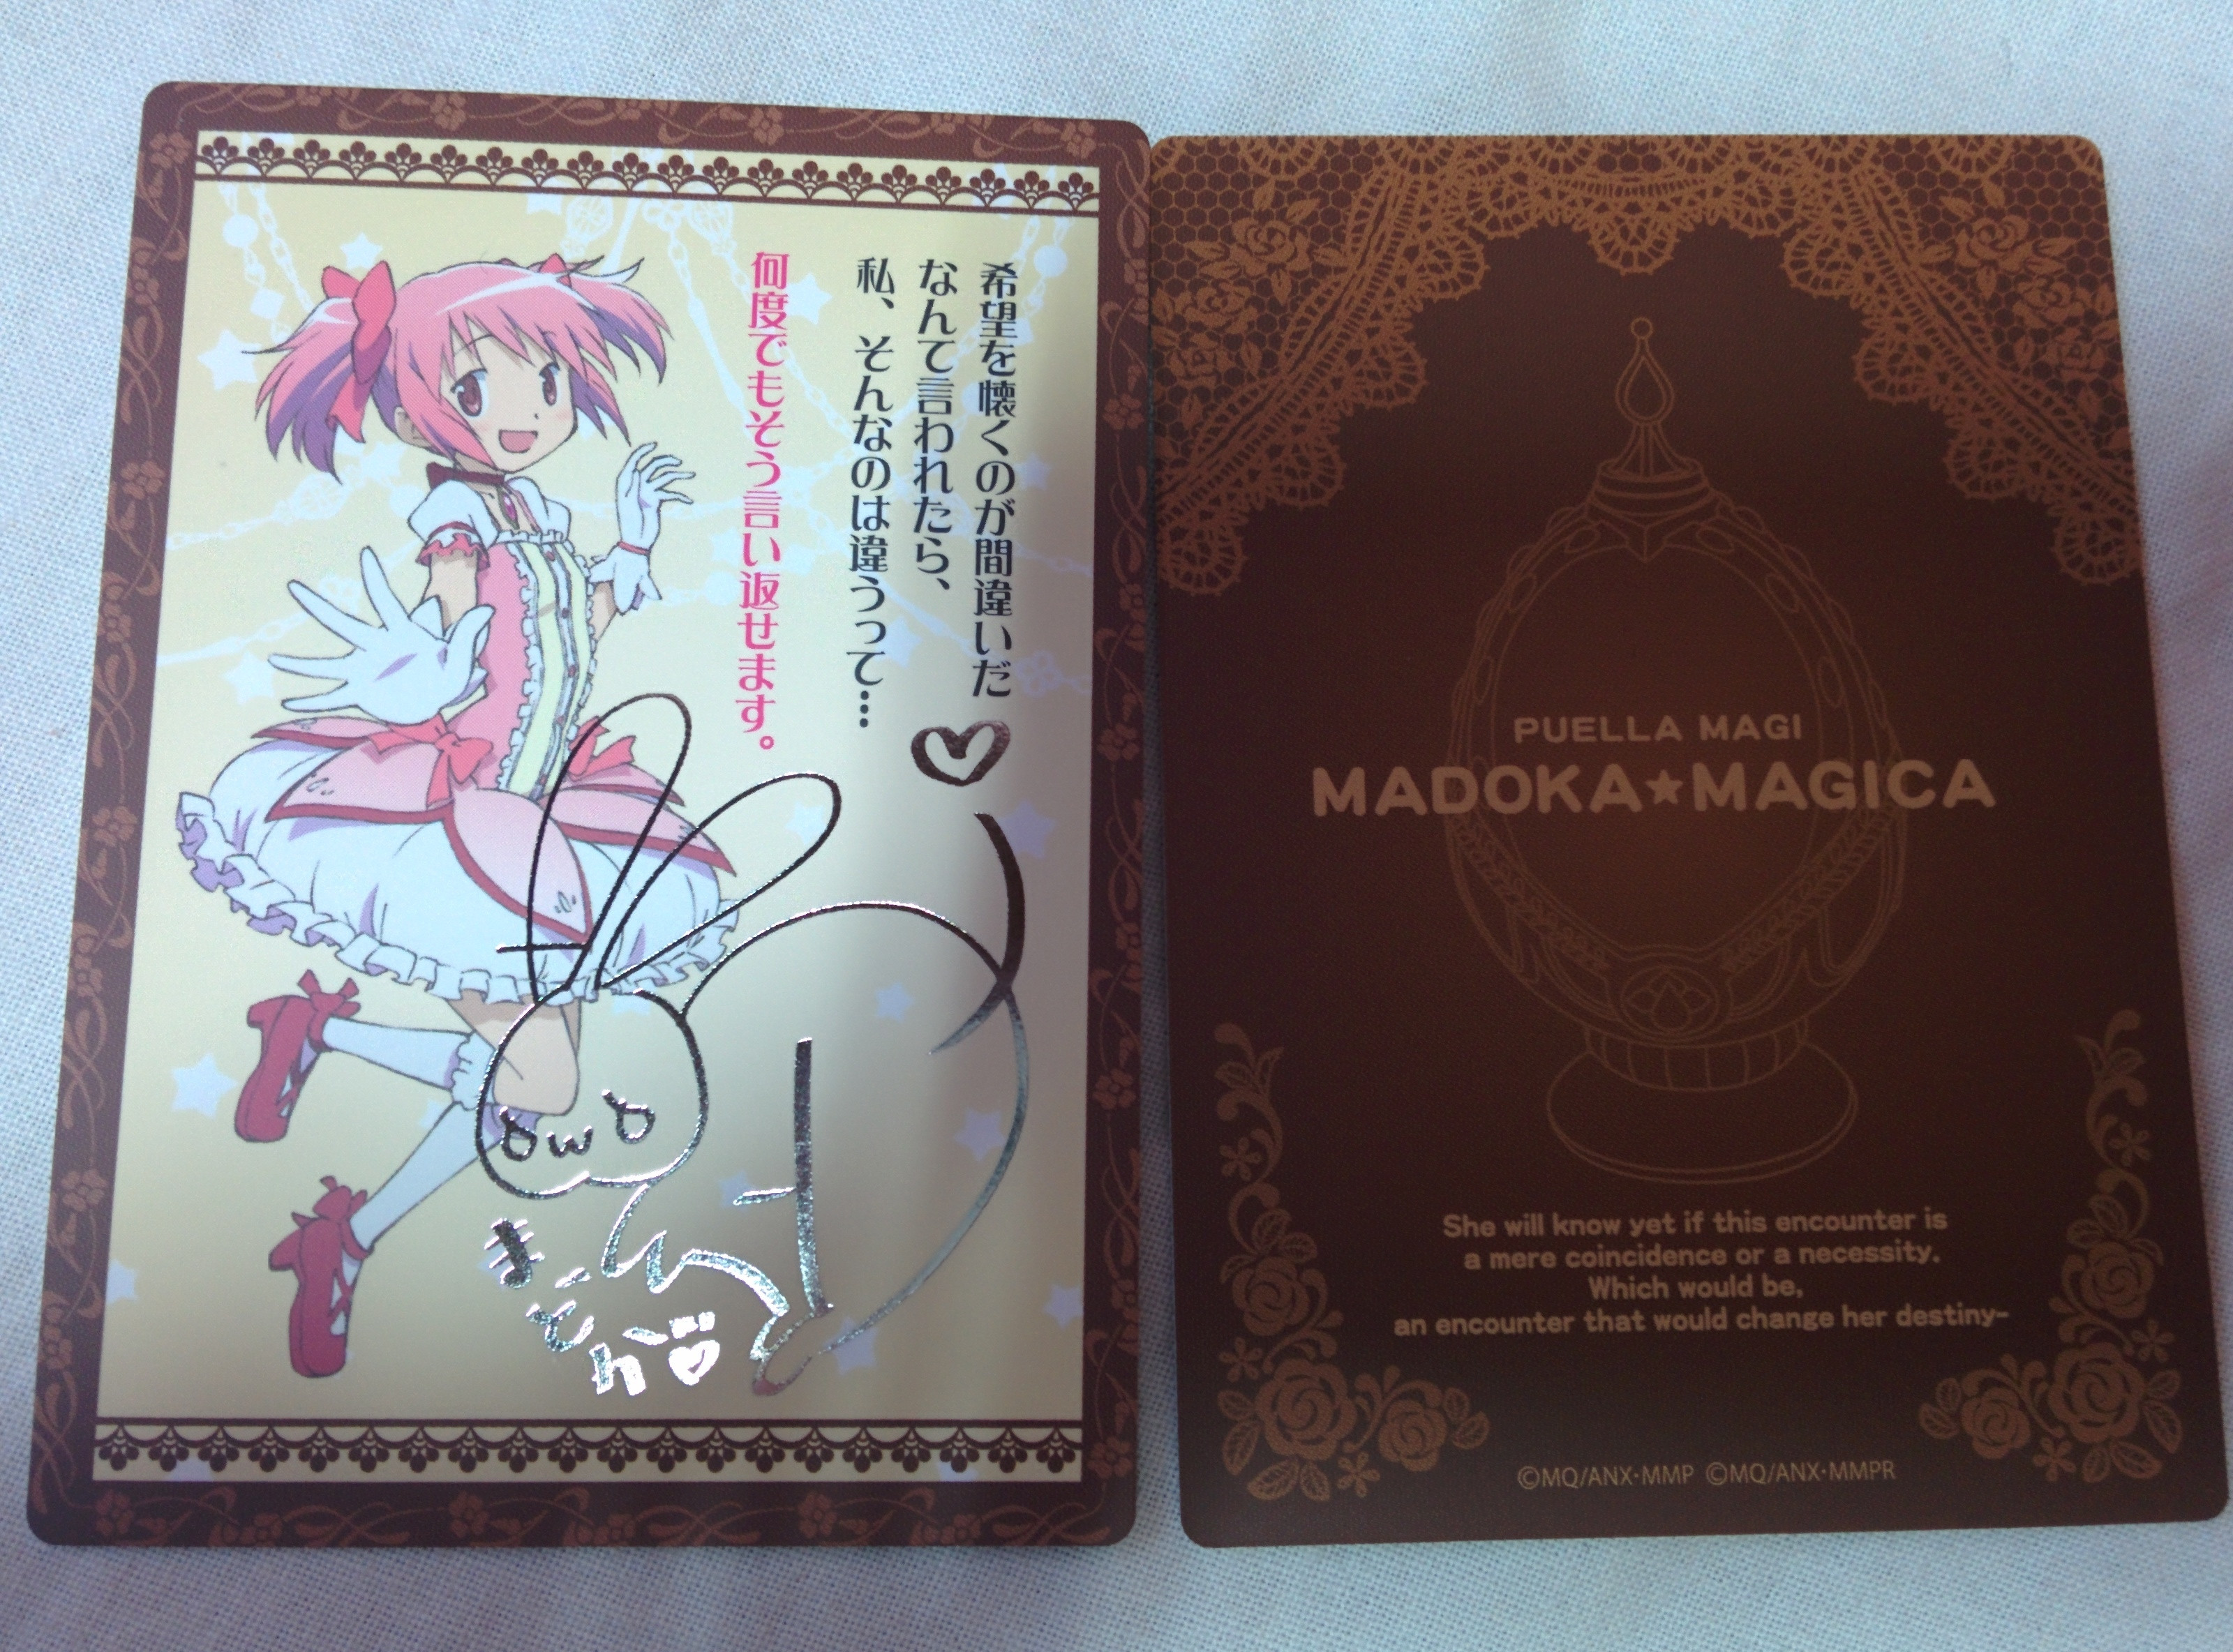 希望を懐くのが間違いだ
なんて言われたら、
私、そんなのは違うって…
何度でもそう言い返せます。
まどか
PUELLA MAGI
MADOKA★MAGICA
She will know yet if this encounter is
a mere coincidence or a necessity.
Which would be,
an encounter that would change her destiny-
©MQ/ANX・MMP ©MQ/ANX・MMPR